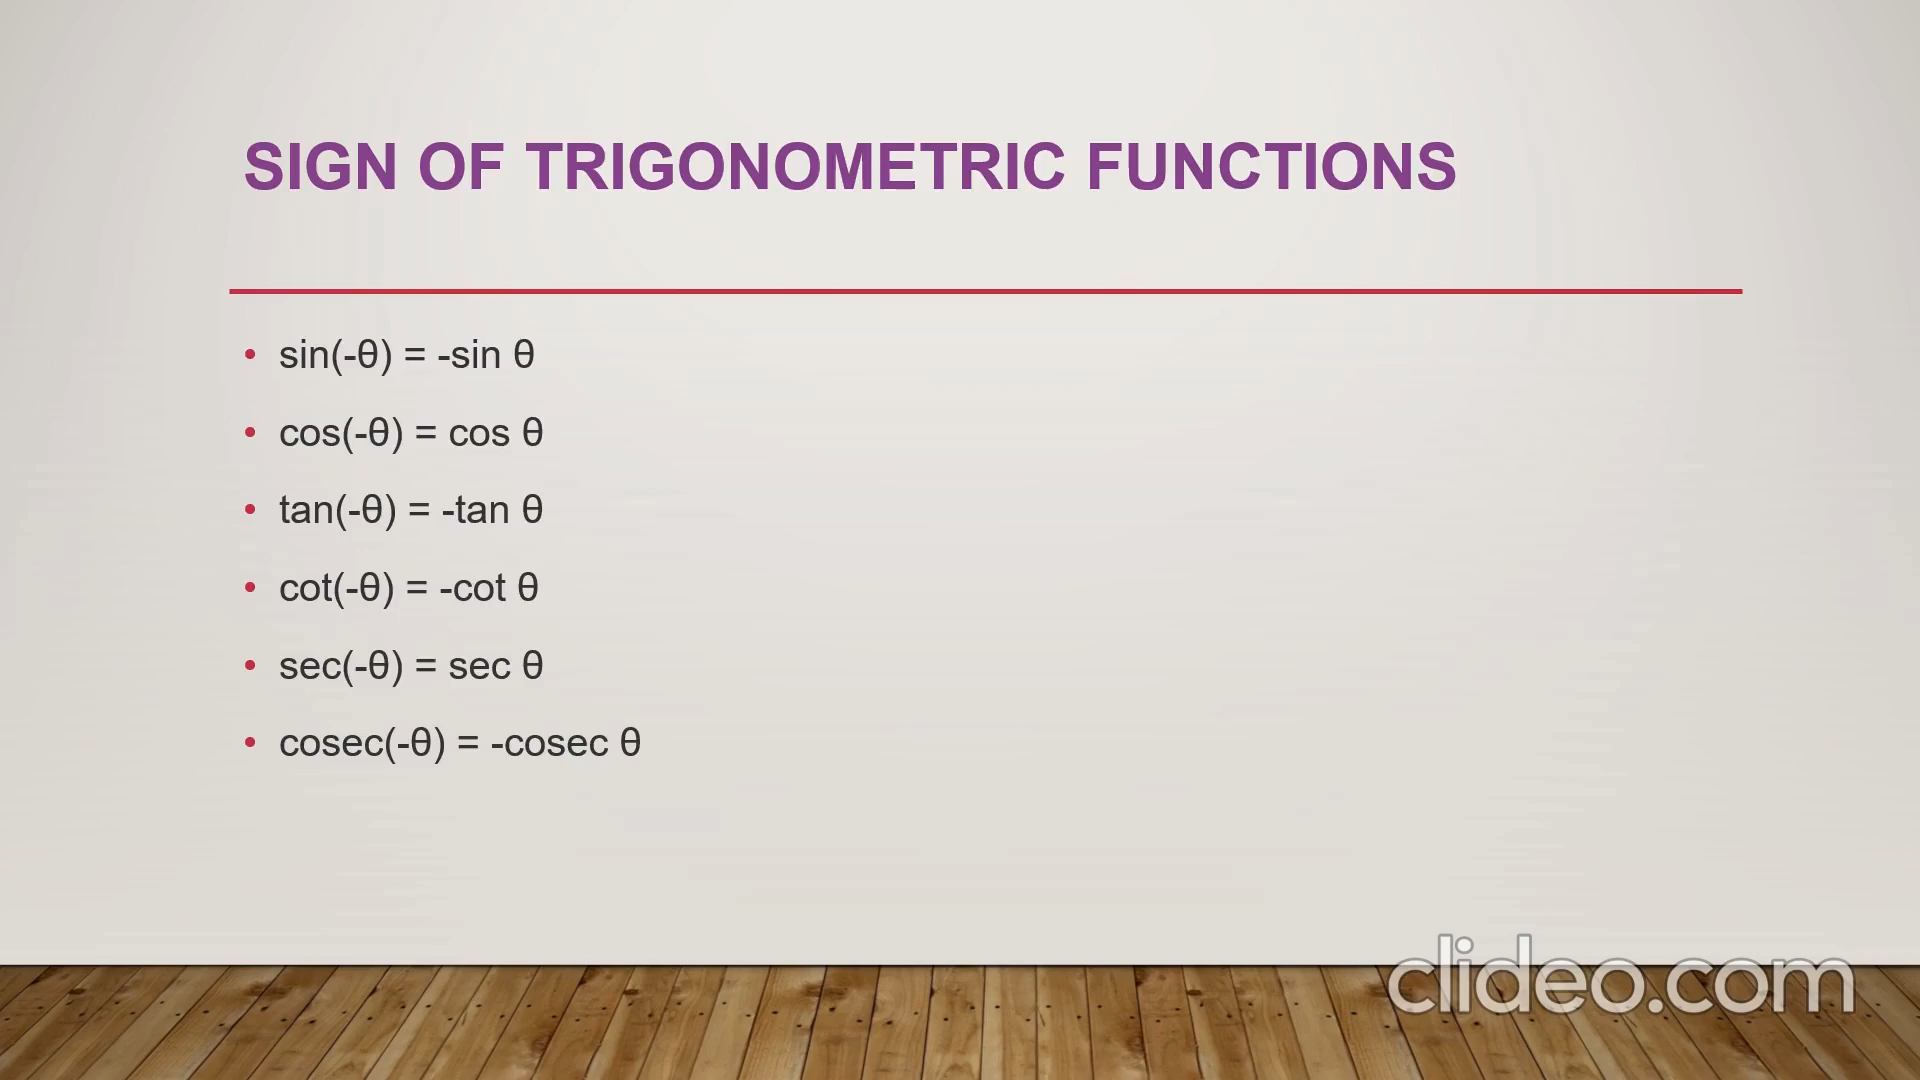 SIGN OF TRIGONOMETRIC FUNCTIONS
• sin(-θ) = -sin θ
• cos(-θ) = cos θ
• tan(-θ) = -tan θ
• cot(-θ) = -cot θ
• sec(-θ) = sec θ
• cosec(-θ) = -cosec θ
clideo.com